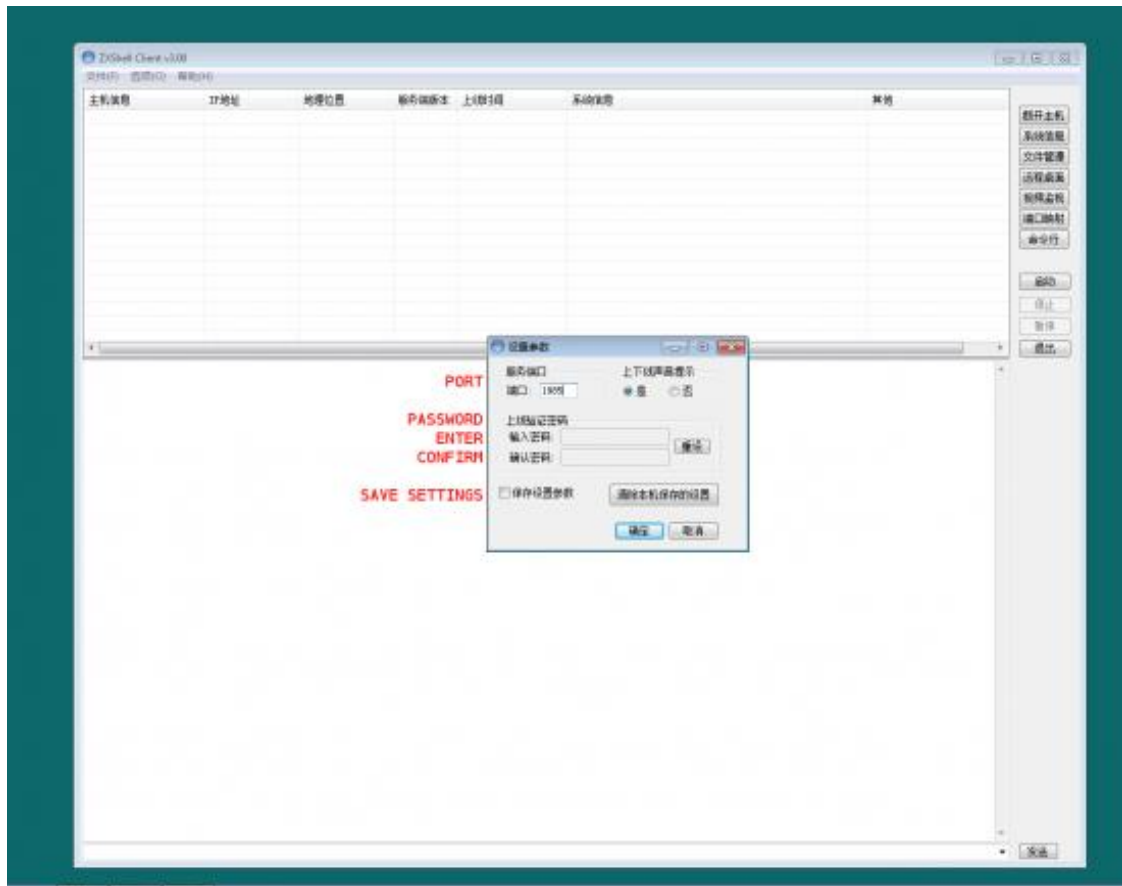 ZXShell Client v3.00
文件(F) 选项(O) 帮助(H)
主机信息 IP地址 地理位置 服务端版本 上线时间 系统信息 其他
断开主机
系统信息
文件管理
远程桌面
视频监视
端口映射
命令行
启动
停止
暂停
退出
设置参数
服务端口 上下线声音提示
端口: 1985 是 否
上线验证密码
输入密码:
确认密码:
重设
保存设置参数 清除本机保存的设置
确定 取消
PORT
PASSWORD
ENTER
CONFIRM
SAVE SETTINGS
发送